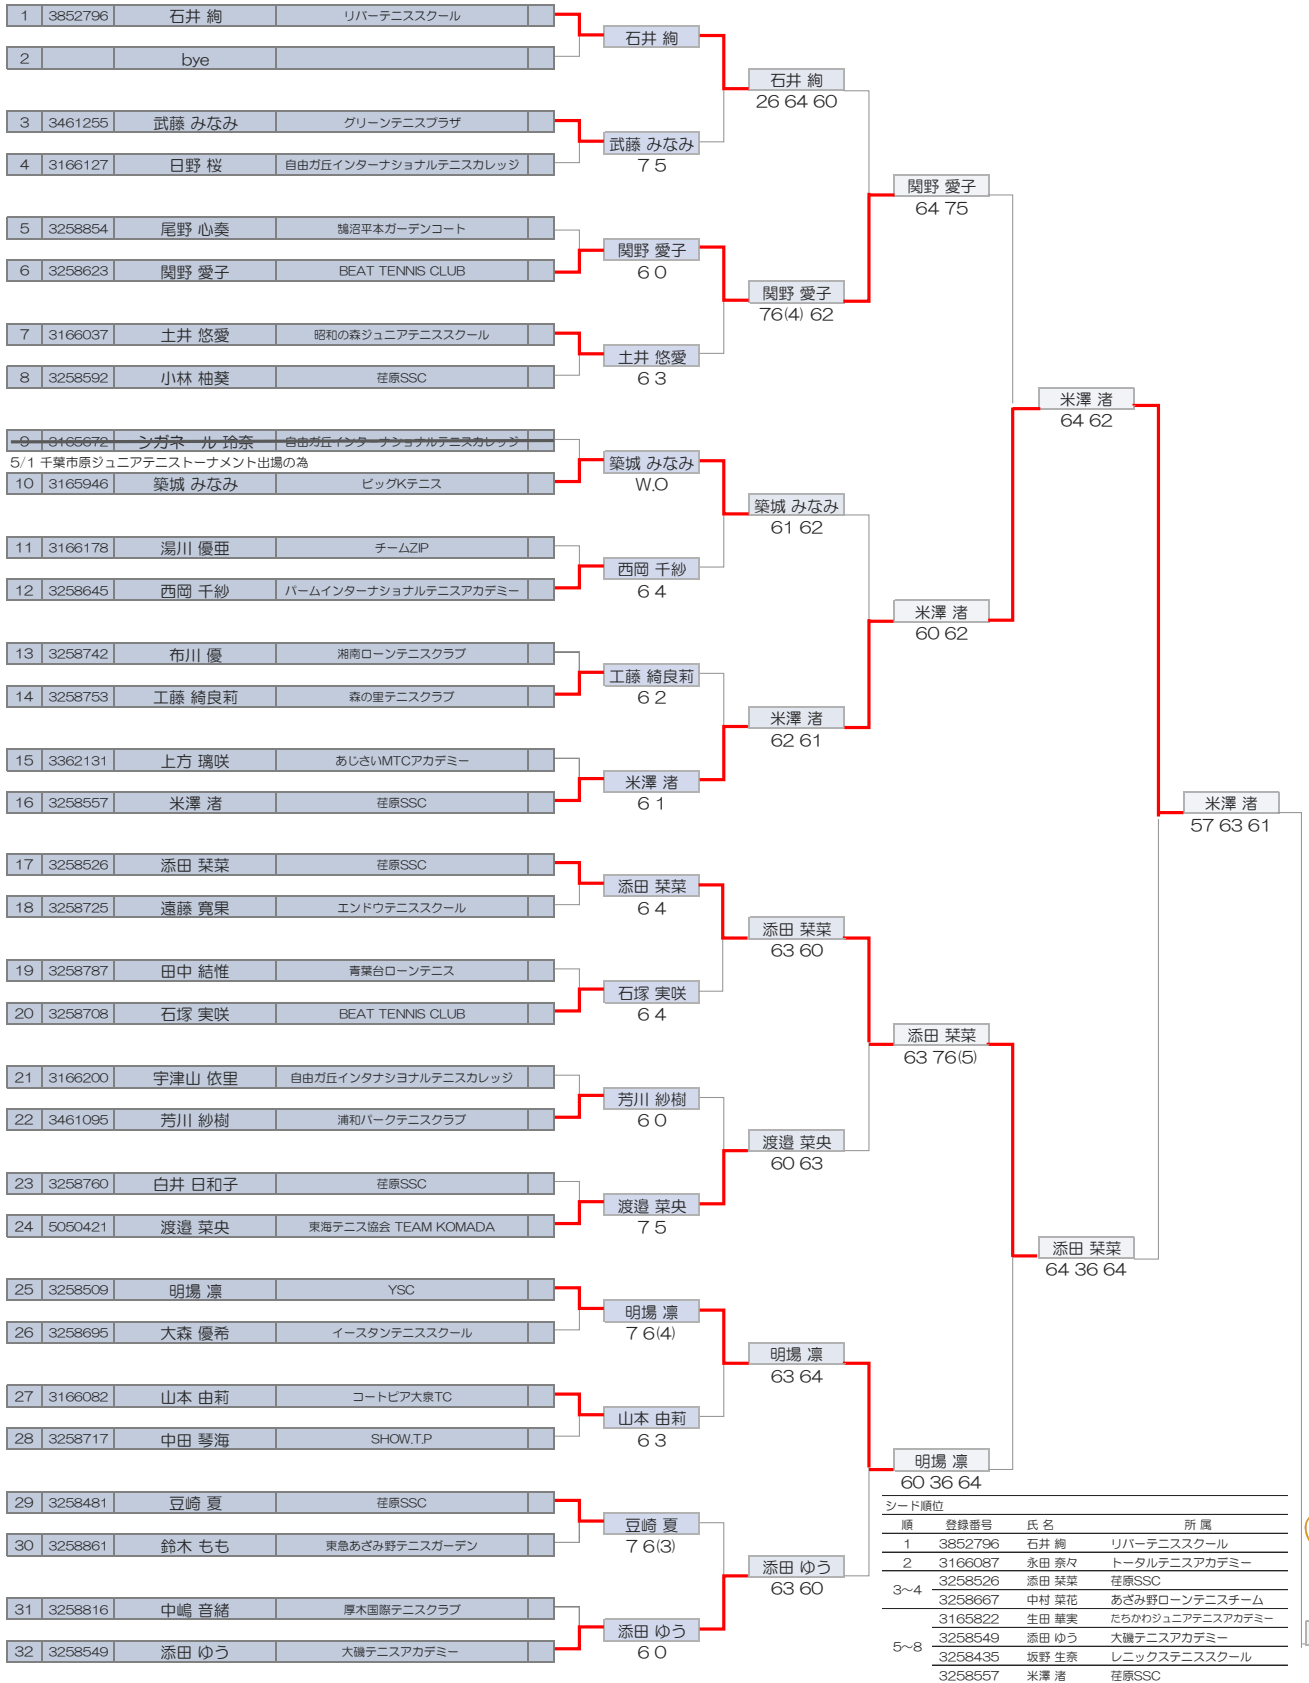 1 3852796 石井 絢 リバーテニススクール
石井 絢
2 bye
石井 絢
26 64 60
3 3461255 武藤 みなみ グリーンテニスプラザ
武藤 みなみ
7 5
4 3166127 日野 桜 自由ガ丘インターナショナルテニスカレッジ
関野 愛子
64 75
5 3258854 尾野 心奏 鵠沼平本ガーデンコート
関野 愛子
6 0
6 3258623 関野 愛子 BEAT TENNIS CLUB
関野 愛子
76(4) 62
7 3166037 土井 悠愛 昭和の森ジュニアテニススクール
土井 悠愛
6 3
8 3258592 小林 柚葵 荏原SSC
米澤 渚
64 62
9 3165672 シガネール 玲奈 自由ガ丘インターナショナルテニスカレッジ
5/1 千葉市原ジュニアテニストーナメント出場の為
築城 みなみ
W.O
10 3165946 築城 みなみ ビッグKテニス
築城 みなみ
61 62
11 3166178 湯川 優亜 チームZIP
西岡 千紗
6 4
12 3258645 西岡 千紗 パームインターナショナルテニスアカデミー
米澤 渚
60 62
13 3258742 布川 優 湘南ローンテニスクラブ
工藤 綺良莉
6 2
14 3258753 工藤 綺良莉 森の里テニスクラブ
米澤 渚
62 61
15 3362131 上方 璃咲 あじさいMTCアカデミー
米澤 渚
6 1
16 3258557 米澤 渚 荏原SSC
米澤 渚
57 63 61
17 3258526 添田 栞菜 荏原SSC
添田 栞菜
6 4
18 3258725 遠藤 寛果 エンドウテニススクール
添田 栞菜
63 60
19 3258787 田中 結惟 青葉台ローンテニス
石塚 実咲
6 4
20 3258708 石塚 実咲 BEAT TENNIS CLUB
添田 栞菜
63 76(5)
21 3166200 宇津山 依里 自由ガ丘インタナショナルテニスカレッジ
芳川 紗樹
6 0
22 3461095 芳川 紗樹 浦和パークテニスクラブ
渡邉 菜央
60 63
23 3258760 白井 日和子 荏原SSC
渡邉 菜央
7 5
24 5050421 渡邉 菜央 東海テニス協会 TEAM KOMADA
添田 栞菜
64 36 64
25 3258509 明場 凛 YSC
明場 凛
7 6(4)
26 3258695 大森 優希 イースタンテニススクール
明場 凛
63 64
27 3166082 山本 由莉 コートピア大泉TC
山本 由莉
6 3
28 3258717 中田 琴海 SHOW.T.P
明場 凛
60 36 64
29 3258481 豆崎 夏 荏原SSC
豆崎 夏
7 6(3)
30 3258861 鈴木 もも 東急あざみ野テニスガーデン
添田 ゆう
63 60
31 3258816 中嶋 音緒 厚木国際テニスクラブ
添田 ゆう
6 0
32 3258549 添田 ゆう 大磯テニスアカデミー
シード順位
順 登録番号 氏 名 所 属
1 3852796 石井 絢 リバーテニススクール
2 3166087 永田 奈々 トータルテニスアカデミー
3〜4 3258526 添田 栞菜 荏原SSC
3258667 中村 菜花 あざみ野ローンテニスチーム
5〜8 3165822 生田 華実 たちかわジュニアテニスアカデミー
3258549 添田 ゆう 大磯テニスアカデミー
3258435 坂野 生奈 レニックステニススクール
3258557 米澤 渚 荏原SSC